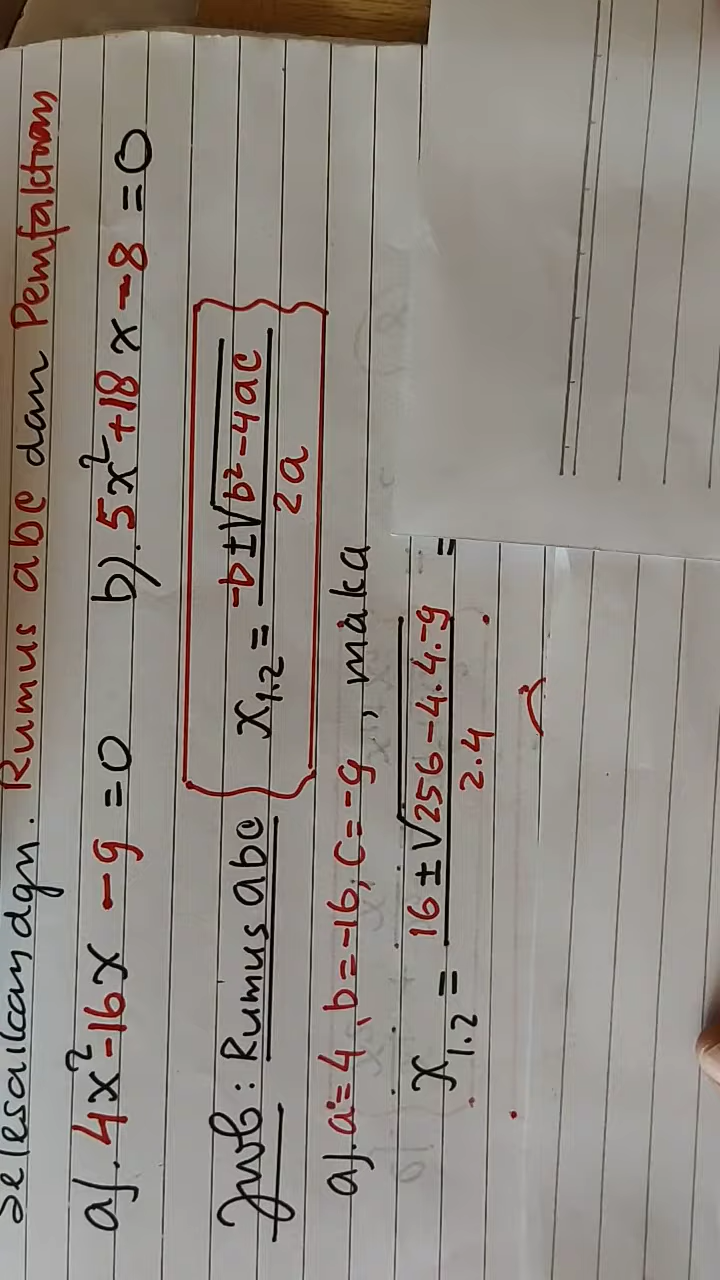 Selesaikan dgn. Rumus abc dan Pemfaktoran
a). 4x²-16x -9 =0 b). 5x²+18x-8=0
Jwb: Rumus abc x₁.₂ = -b±√b²-4ac / 2a
a). a=4, b=-16, c=-9, maka
x₁.₂ = 16±√256-4.4.-9 / 2.4 =